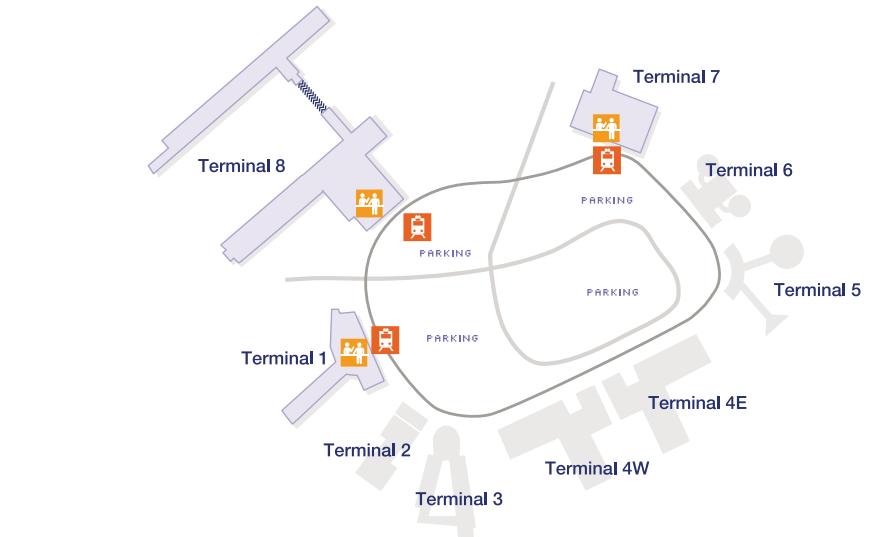 Terminal 7
Terminal 8
Terminal 6
PARKING
PARKING
Terminal 5
PARKING
PARKING
Terminal 1
Terminal 4E
Terminal 2
Terminal 4W
Terminal 3